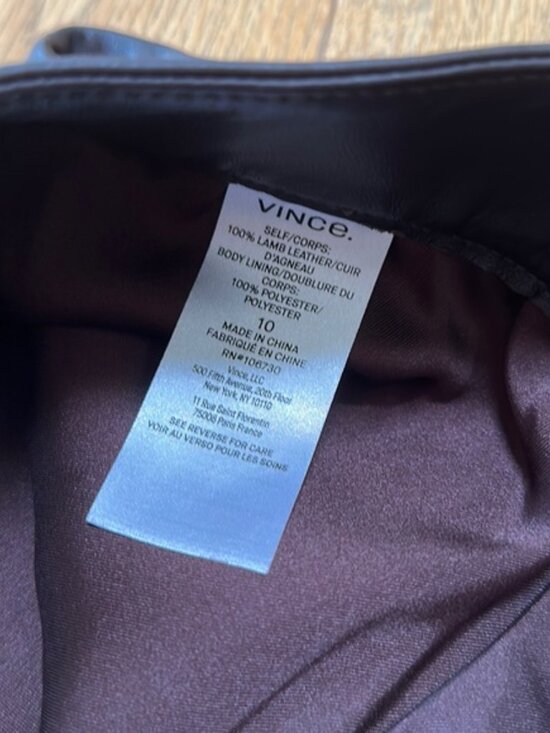 VINCE.
SELF/CORPS:
100% LAMB LEATHER/CUIR
D'AGNEAU
BODY LINING/DOUBLURE DU
CORPS:
100% POLYESTER/
POLYESTER
10
MADE IN CHINA
FABRIQUÉ EN CHINE
RN#106730
Vince, LLC
500 Fifth Avenue, 20th Floor
New York, NY 10110
11 Rue Saint Florentin
75008 Paris France
SEE REVERSE FOR CARE
VOIR AU VERSO POUR LES SOINS